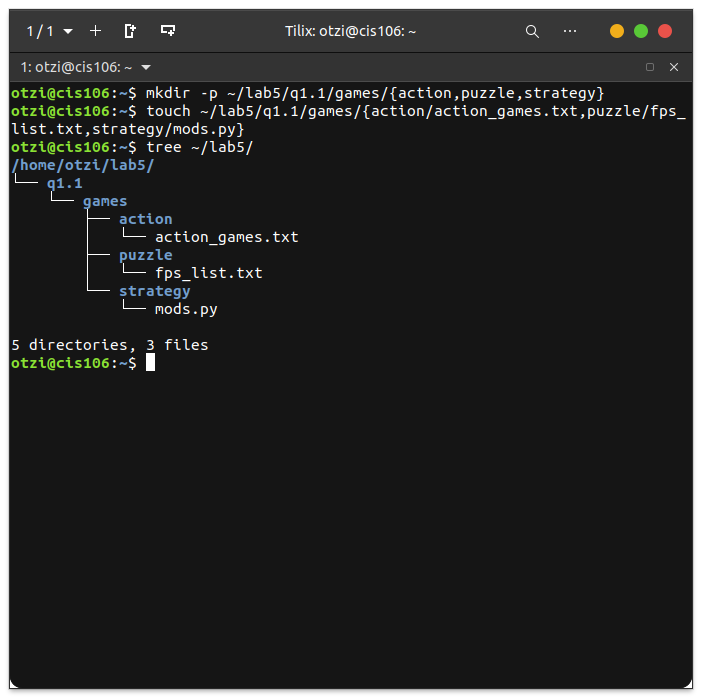 1 / 1
Tilix: otzi@cis106: ~
1: otzi@cis106: ~
otzi@cis106:~$ mkdir -p ~/lab5/q1.1/games/{action,puzzle,strategy}
otzi@cis106:~$ touch ~/lab5/q1.1/games/{action/action_games.txt,puzzle/fps_
list.txt,strategy/mods.py}
otzi@cis106:~$ tree ~/lab5/
/home/otzi/lab5/
└── q1.1
    └── games
        ├── action
        │   └── action_games.txt
        ├── puzzle
        │   └── fps_list.txt
        └── strategy
            └── mods.py
5 directories, 3 files
otzi@cis106:~$